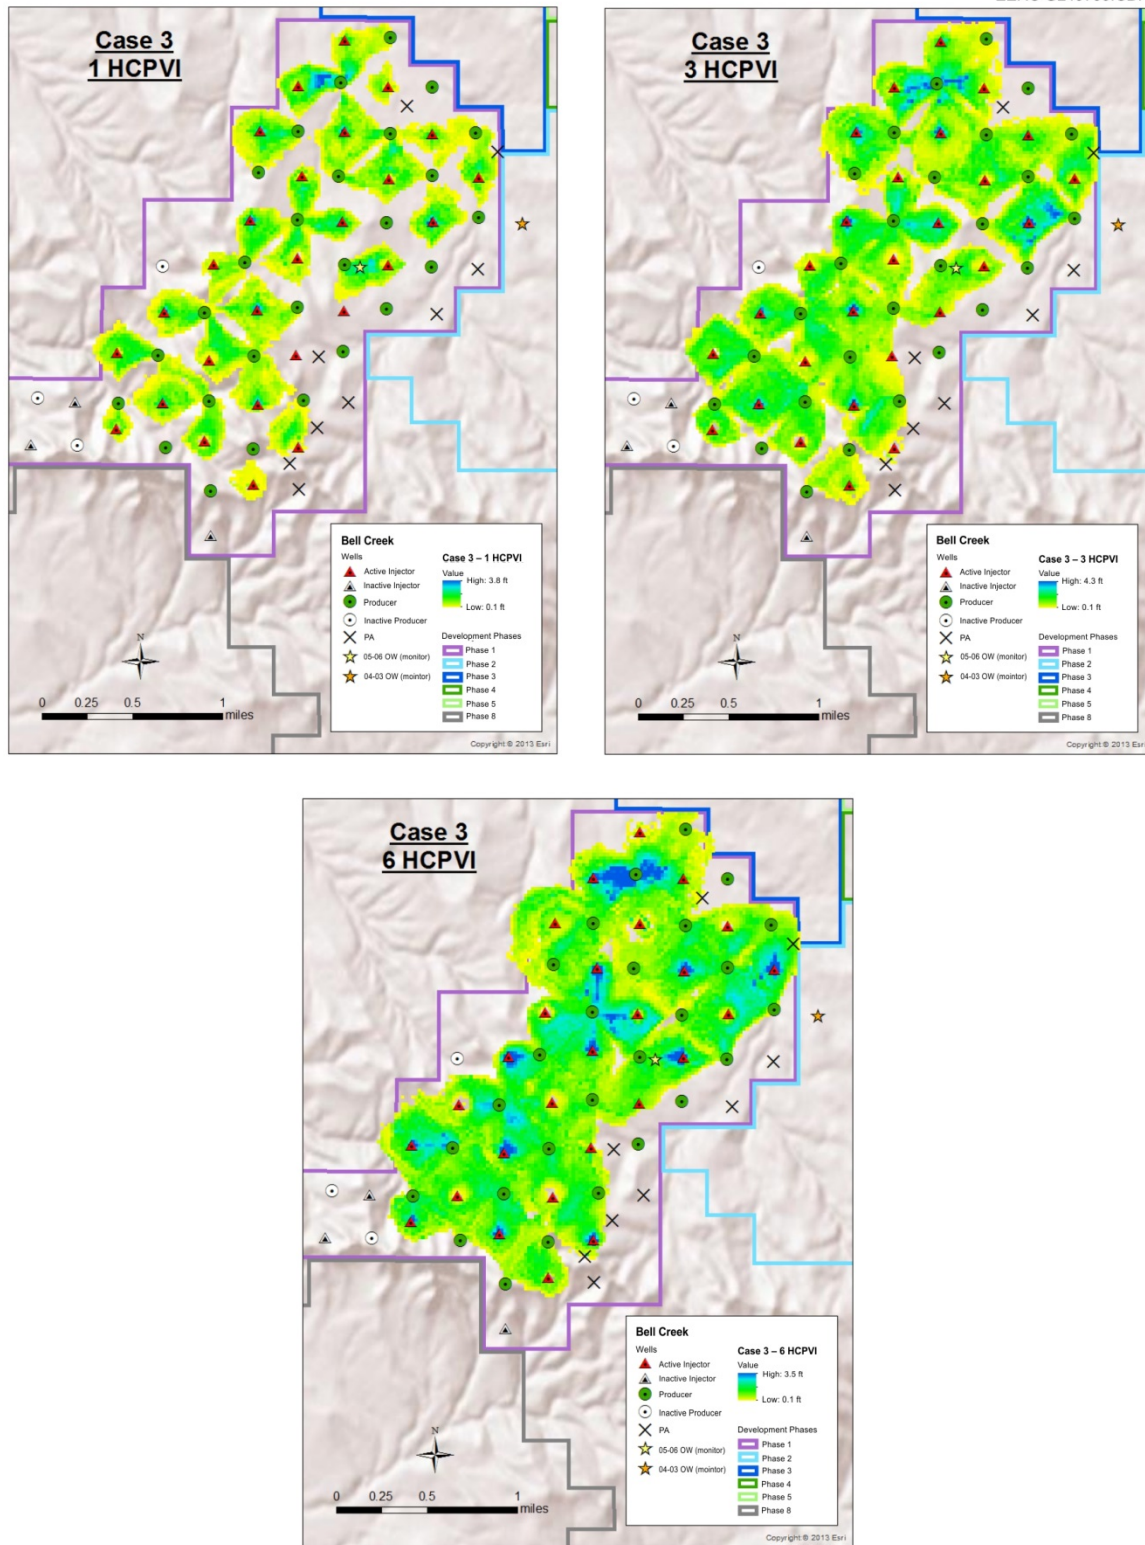 Case 3
1 HCPVI
N
0 0.25 0.5 1
miles
Bell Creek
Wells
Active Injector
Inactive Injector
Producer
Inactive Producer
PA
05-06 OW (monitor)
04-03 OW (mointor)
Case 3 – 1 HCPVI
Value
High: 3.8 ft
Low: 0.1 ft
Development Phases
Phase 1
Phase 2
Phase 3
Phase 4
Phase 5
Phase 8
Copyright © 2013 Esri
Case 3
3 HCPVI
N
0 0.25 0.5 1
miles
Bell Creek
Wells
Active Injector
Inactive Injector
Producer
Inactive Producer
PA
05-06 OW (monitor)
04-03 OW (mointor)
Case 3 – 3 HCPVI
Value
High: 4.3 ft
Low: 0.1 ft
Development Phases
Phase 1
Phase 2
Phase 3
Phase 4
Phase 5
Phase 8
Copyright © 2013 Esri
Case 3
6 HCPVI
N
0 0.25 0.5 1
miles
Bell Creek
Wells
Active Injector
Inactive Injector
Producer
Inactive Producer
PA
05-06 OW (monitor)
04-03 OW (mointor)
Case 3 – 6 HCPVI
Value
High: 3.5 ft
Low: 0.1 ft
Development Phases
Phase 1
Phase 2
Phase 3
Phase 4
Phase 5
Phase 8
Copyright © 2013 Esri